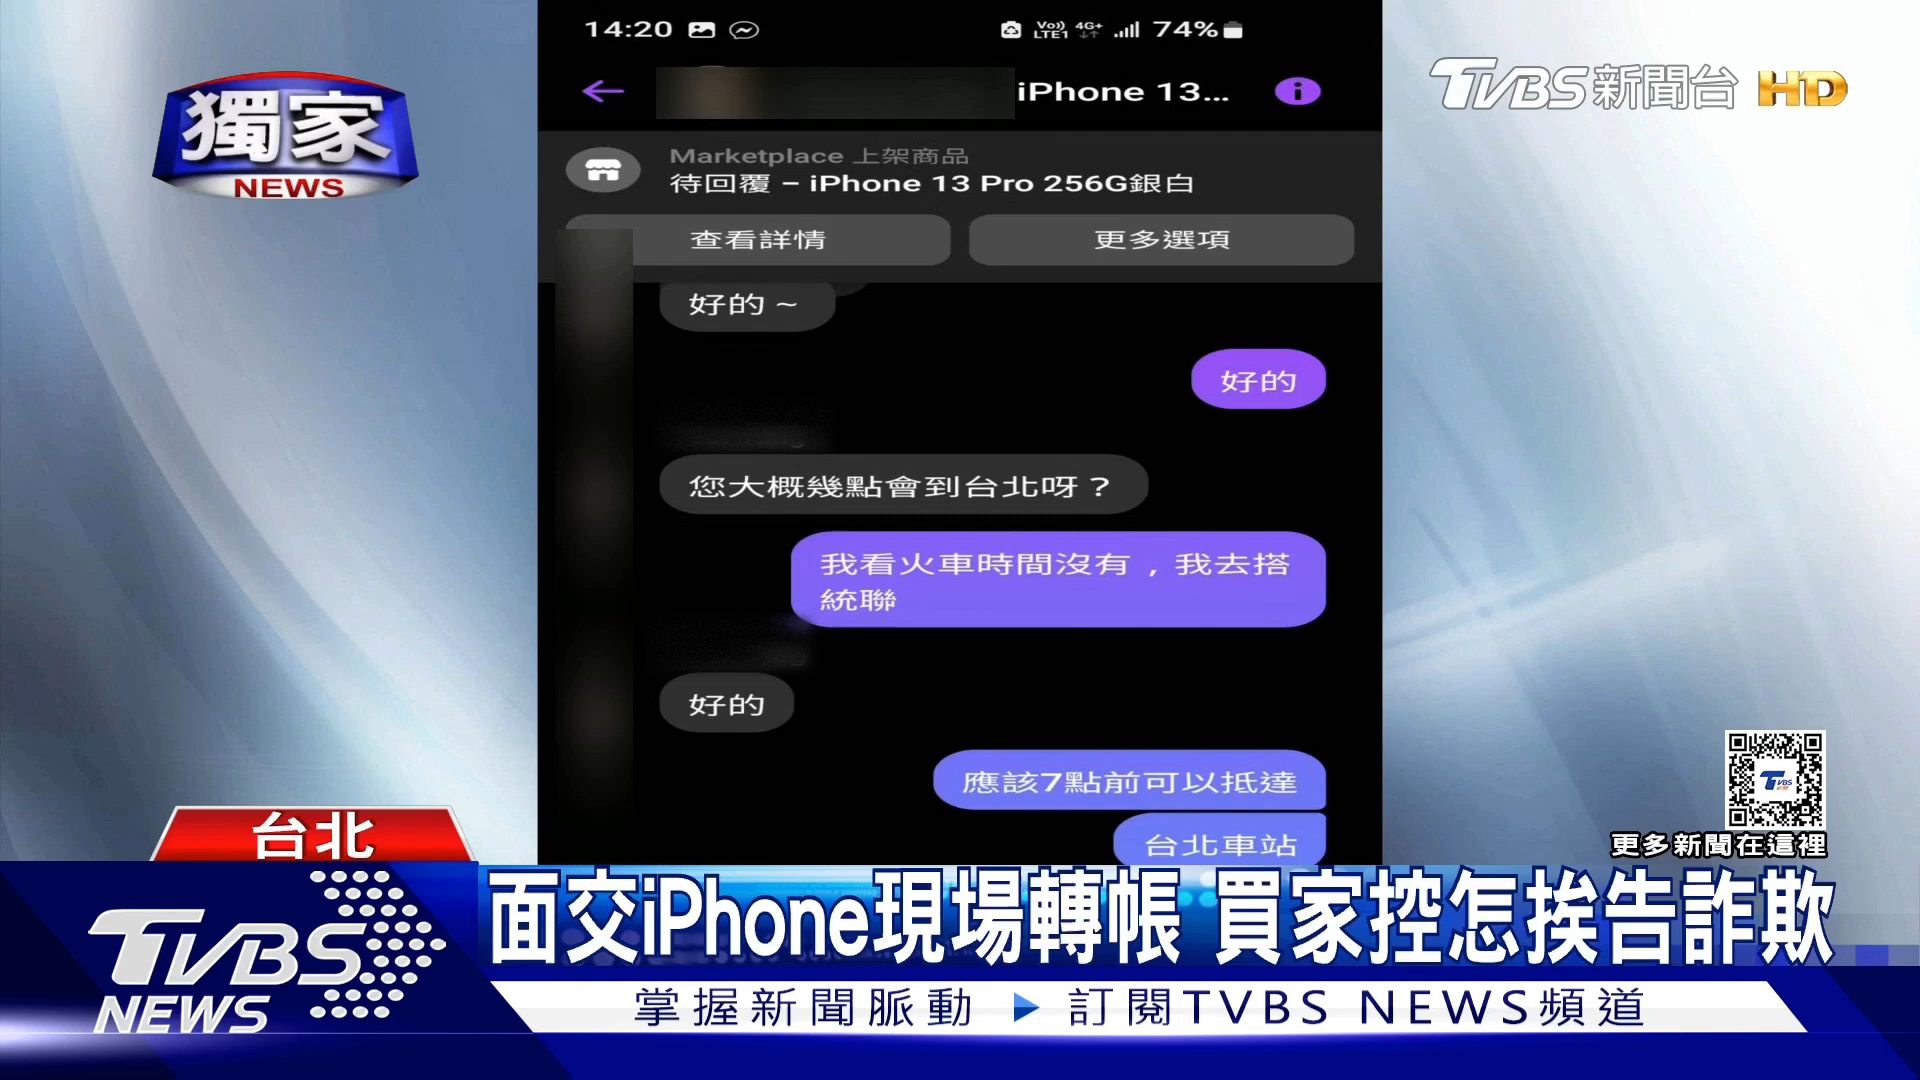 14:20
Vo)) LTE1 4G+ 74%
iPhone 13...
Marketplace 上架商品
待回覆 – iPhone 13 Pro 256G銀白
查看詳情
更多選項
好的 ~
好的
您大概幾點會到台北呀？
我看火車時間沒有，我去搭
統聯
好的
應該7點前可以抵達
台北車站
獨家
NEWS
TVBS新聞台 HD
TVBS
更多新聞在這裡
台北
面交iPhone現場轉帳 買家控怎挨告詐欺
TVBS
NEWS
掌握新聞脈動 ▶ 訂閱TVBS NEWS頻道